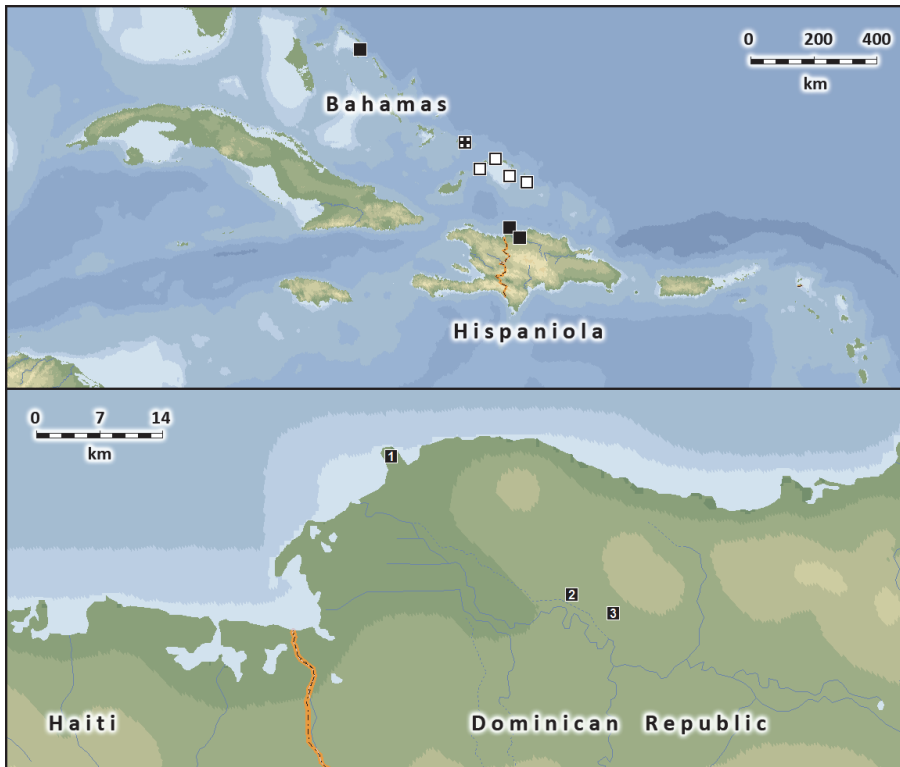 0 200 400
km
Bahamas
Hispaniola
0 7 14
km
1
2
3
Haiti
Dominican Republic